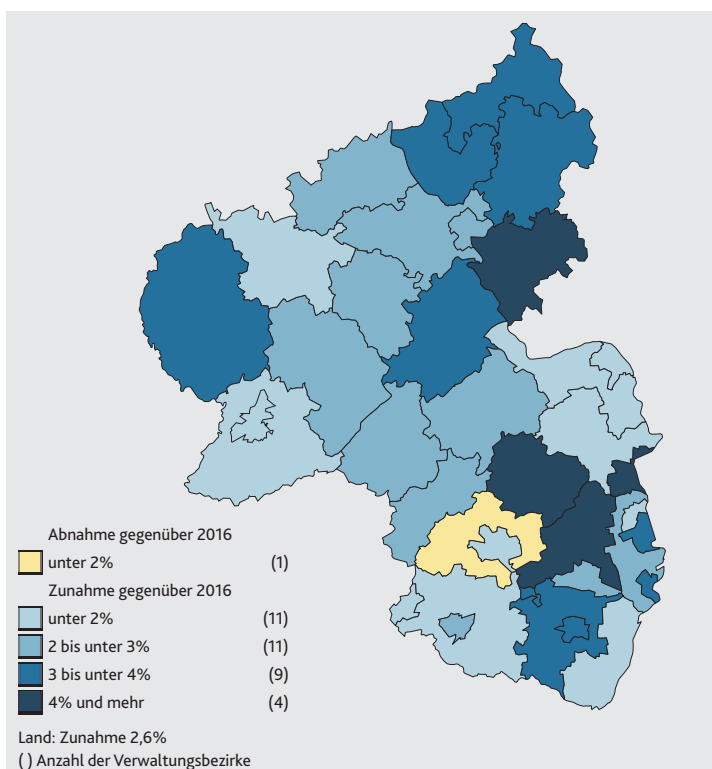 Abnahme gegenüber 2016
unter 2% (1)
Zunahme gegenüber 2016
unter 2% (11)
2 bis unter 3% (11)
3 bis unter 4% (9)
4% und mehr (4)
Land: Zunahme 2,6%
( ) Anzahl der Verwaltungsbezirke